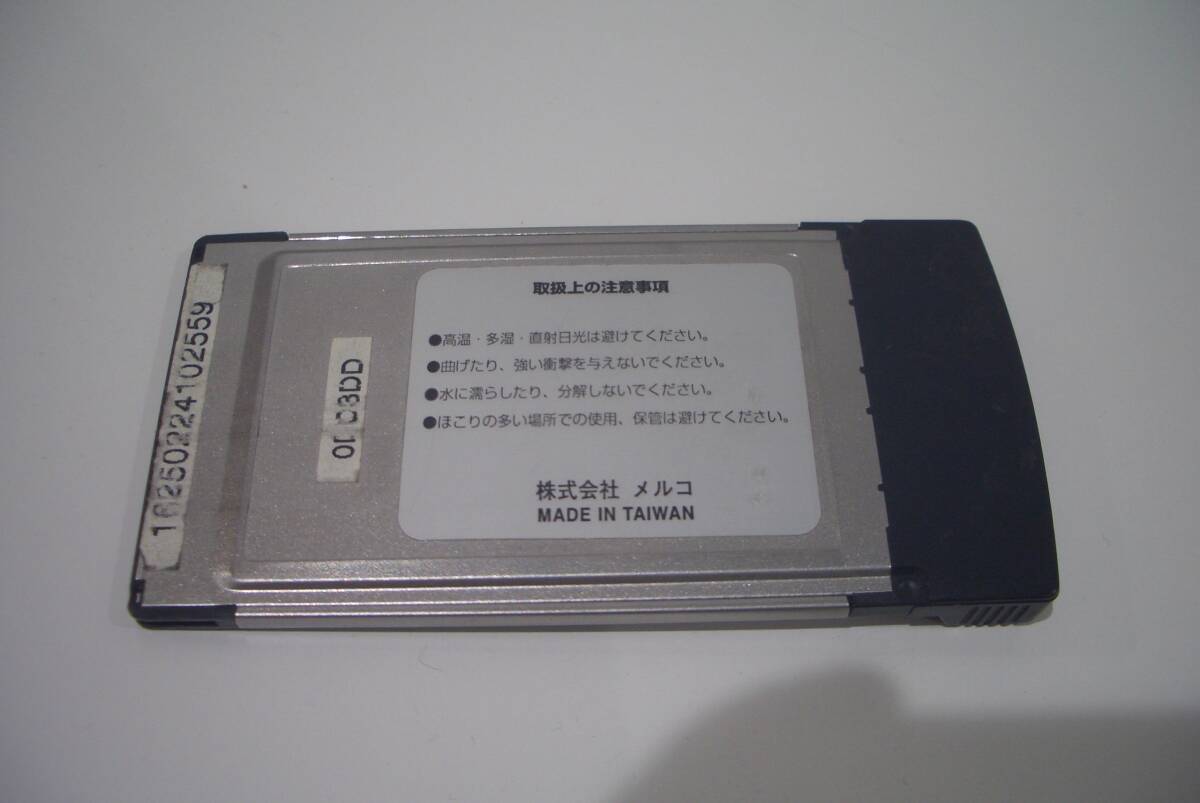 取扱上の注意事項
●高温・多湿・直射日光は避けてください。
●曲げたり、強い衝撃を与えないでください。
●水に濡らしたり、分解しないでください。
●ほこりの多い場所での使用、保管は避けてください。
株式会社 メルコ
MADE IN TAIWAN
16250224102559